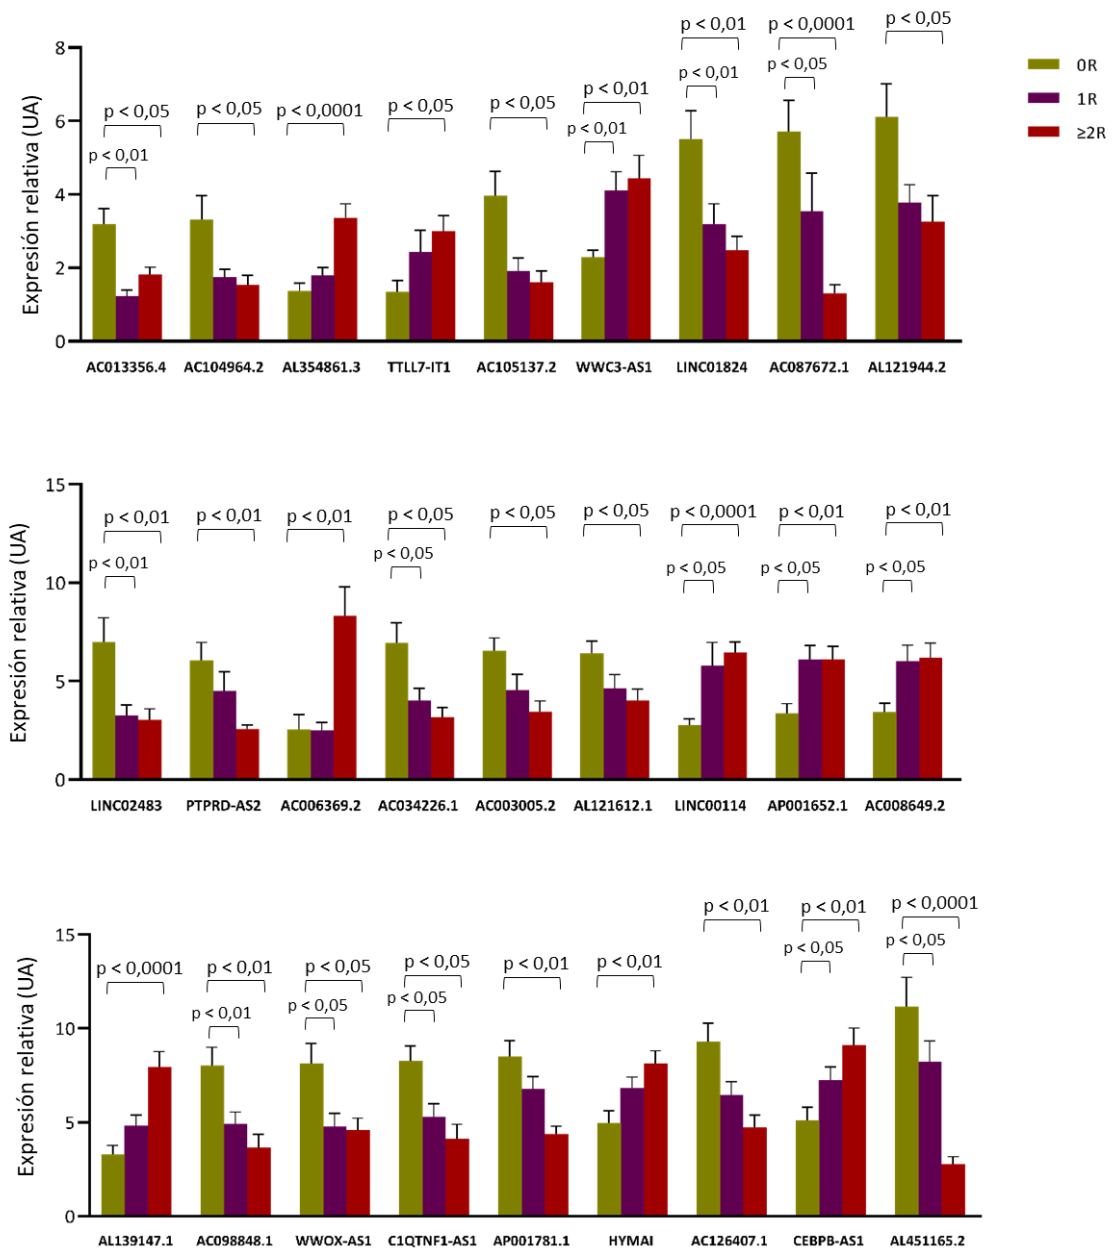 p < 0,01
p < 0,0001
p < 0,05
p < 0,05
p < 0,01
p < 0,01
8
0R
1R
≥2R
p < 0,05
p < 0,05
p < 0,0001
p < 0,05
p < 0,05
p < 0,01
p < 0,01
p < 0,01
6
4
2
0
Expresión relativa (UA)
AC013356.4 AC104964.2 AL354861.3 TTLL7-IT1 AC105137.2 WWC3-AS1 LINC01824 AC087672.1 AL121944.2
15
p < 0,01 p < 0,01 p < 0,01 p < 0,05 p < 0,05 p < 0,05 p < 0,0001 p < 0,01 p < 0,01
p < 0,01 p < 0,05 p < 0,05 p < 0,05 p < 0,05
10
5
0
Expresión relativa (UA)
LINC02483 PTPRD-AS2 AC006369.2 AC034226.1 AC003005.2 AL121612.1 LINC00114 AP001652.1 AC008649.2
p < 0,01 p < 0,01 p < 0,0001
15
p < 0,05 p < 0,05
p < 0,0001 p < 0,01 p < 0,05 p < 0,05 p < 0,01 p < 0,01
p < 0,01 p < 0,05 p < 0,05
10
5
0
Expresión relativa (UA)
AL139147.1 AC098848.1 WWOX-AS1 C1QTNF1-AS1 AP001781.1 HYMAI AC126407.1 CEBPB-AS1 AL451165.2